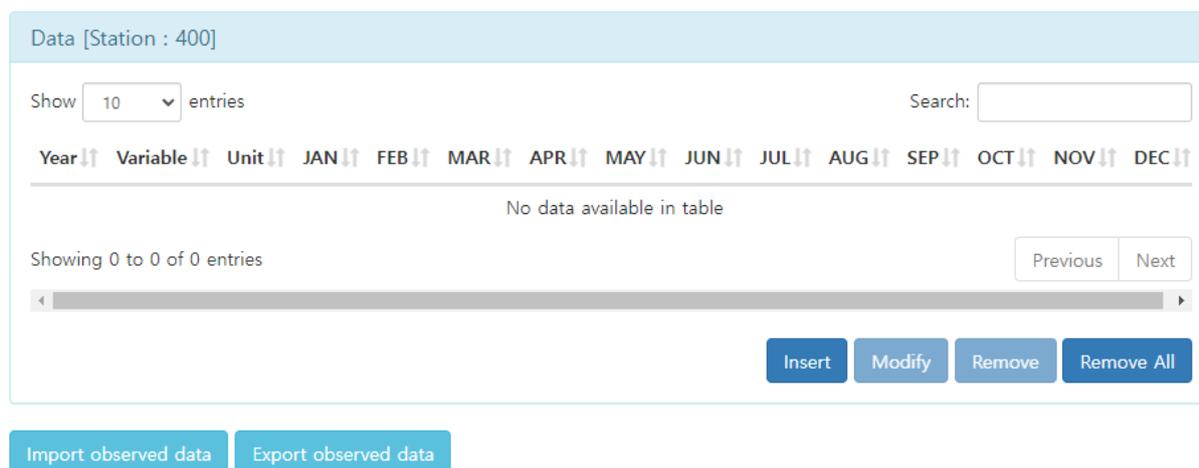 Data [Station : 400]
Show 10 entries Search:
Year Variable Unit JAN FEB MAR APR MAY JUN JUL AUG SEP OCT NOV DEC
No data available in table
Showing 0 to 0 of 0 entries Previous Next
Insert Modify Remove Remove All
Import observed data Export observed data